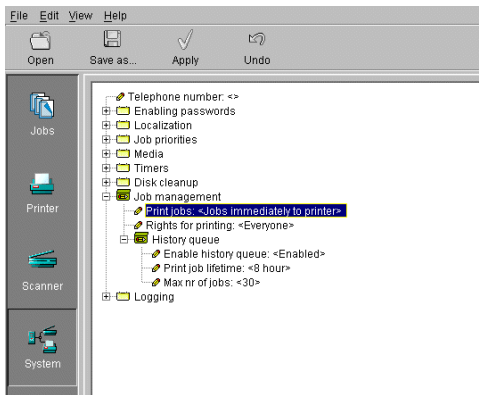 File Edit View Help
Open Save as... Apply Undo
Jobs
Printer
Scanner
System
Telephone number: <>
Enabling passwords
Localization
Job priorities
Media
Timers
Disk cleanup
Job management
Print jobs: <Jobs immediately to printer>
Rights for printing: <Everyone>
History queue
Enable history queue: <Enabled>
Print job lifetime: <8 hour>
Max nr of jobs: <30>
Logging